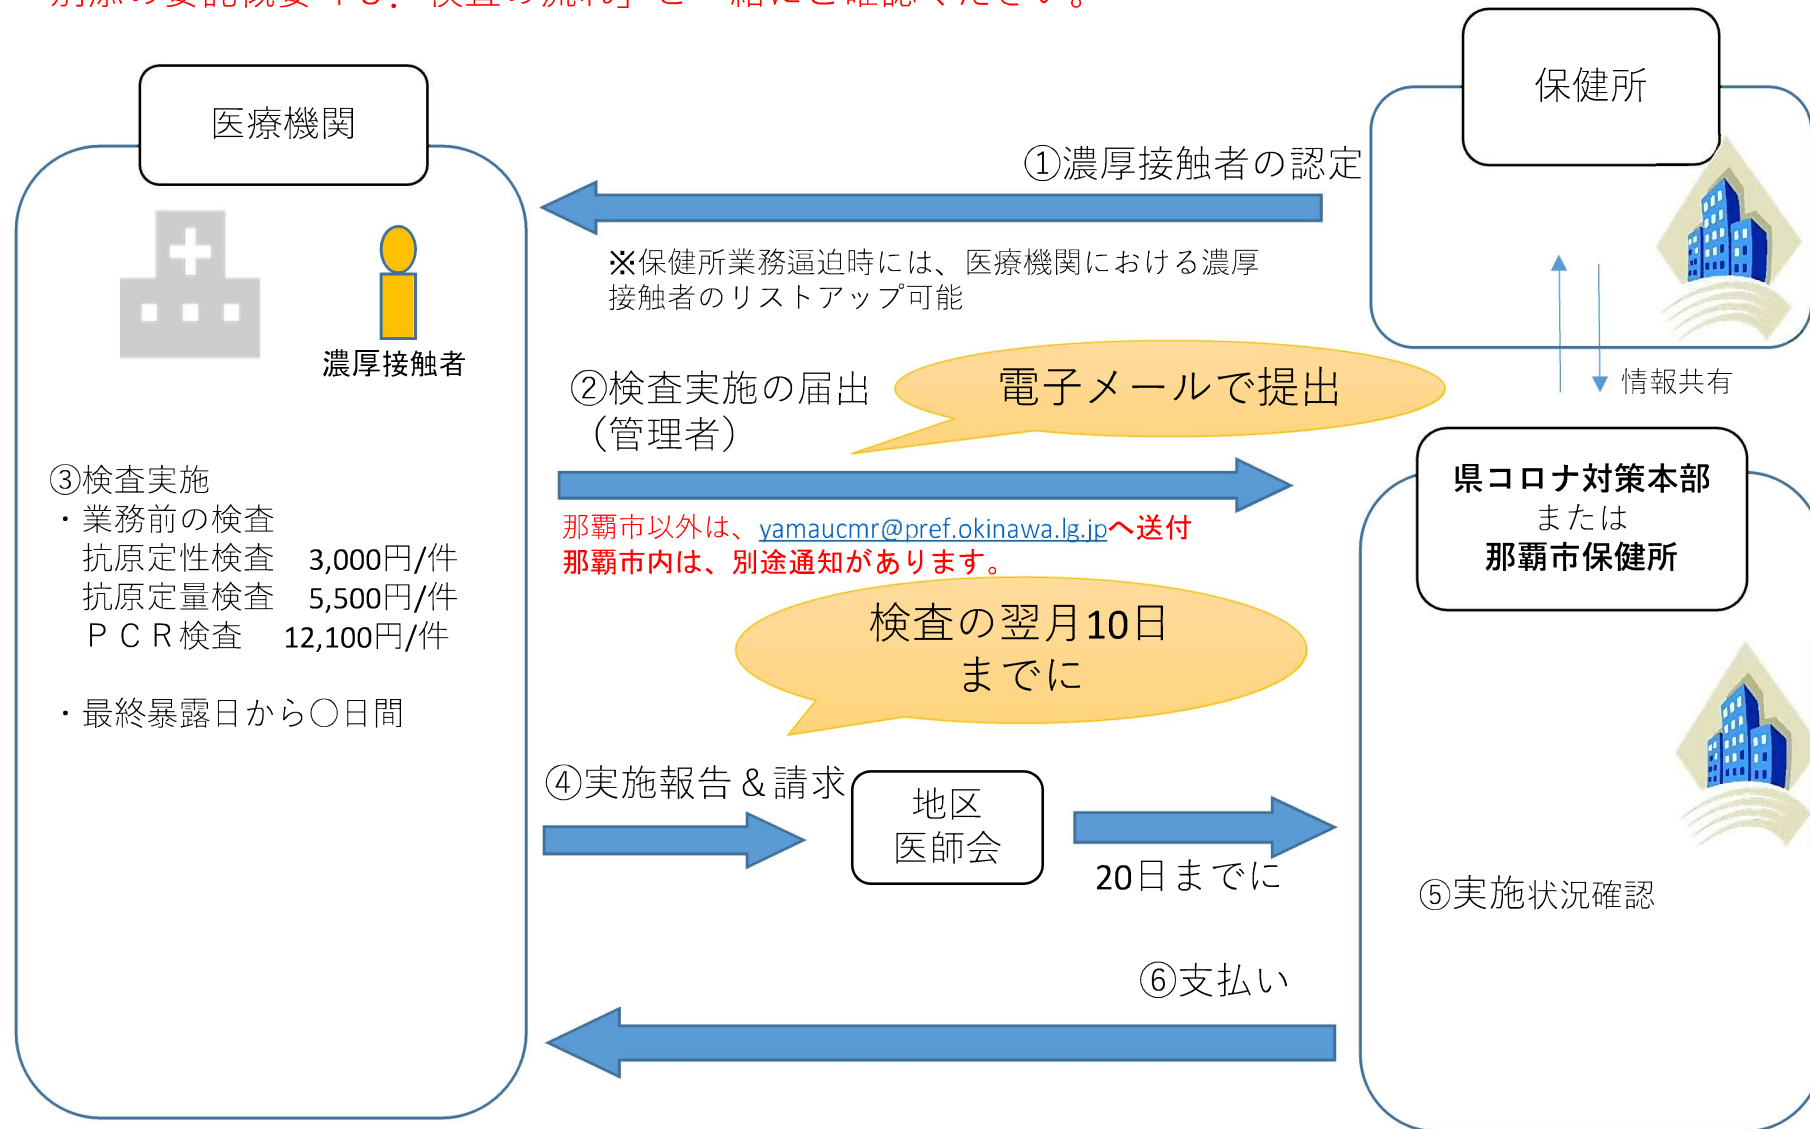 保健所
医療機関
①濃厚接触者の認定
※保健所業務逼迫時には、医療機関における濃厚
接触者のリストアップ可能
濃厚接触者
②検査実施の届出
（管理者）
電子メールで提出
情報共有
県コロナ対策本部
または
那覇市保健所
那覇市以外は、yamaucmr@pref.okinawa.lg.jpへ送付
那覇市内は、別途通知があります。
③検査実施
・業務前の検査
抗原定性検査　3,000円/件
抗原定量検査　5,500円/件
ＰＣＲ検査　12,100円/件
・最終暴露日から〇日間
検査の翌月10日
までに
④実施報告＆請求
地区
医師会
20日までに
⑤実施状況確認
⑥支払い